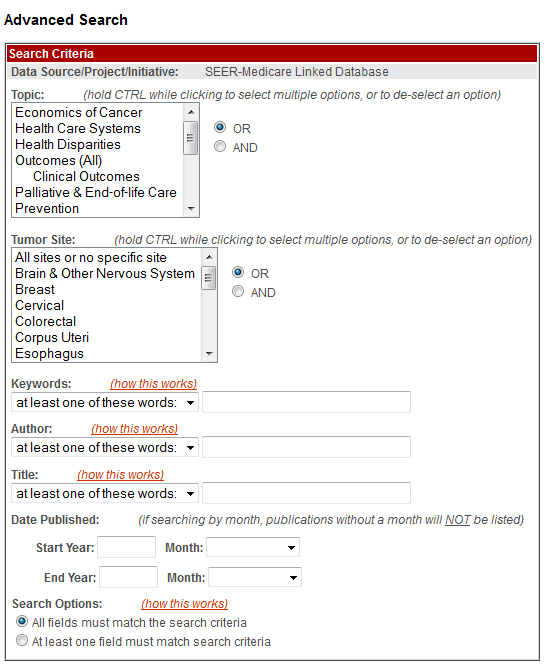 Advanced Search
Search Criteria
Data Source/Project/Initiative: SEER-Medicare Linked Database
Topic: (hold CTRL while clicking to select multiple options, or to de-select an option)
Economics of Cancer
Health Care Systems
Health Disparities
Outcomes (All)
Clinical Outcomes
Palliative & End-of-life Care
Prevention
OR
AND
Tumor Site: (hold CTRL while clicking to select multiple options, or to de-select an option)
All sites or no specific site
Brain & Other Nervous System
Breast
Cervical
Colorectal
Corpus Uteri
Esophagus
OR
AND
Keywords: (how this works)
at least one of these words:
Author: (how this works)
at least one of these words:
Title: (how this works)
at least one of these words:
Date Published: (if searching by month, publications without a month will NOT be listed)
Start Year: Month:
End Year: Month:
Search Options: (how this works)
All fields must match the search criteria
At least one field must match search criteria